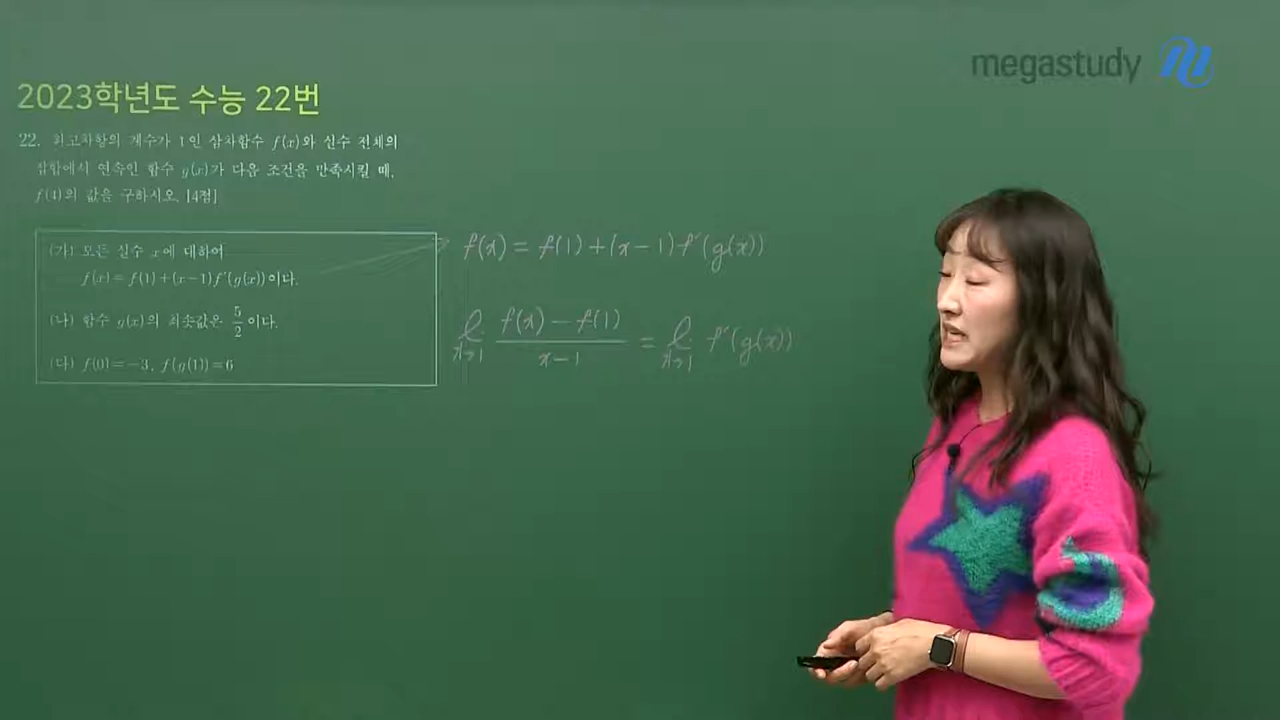 megastudy
2023학년도 수능 22번
22. 최고차항의 계수가 1인 삼차함수 f(x)와 실수 전체의
집합에서 연속인 함수 g(x)가 다음 조건을 만족시킬 때,
f(4)의 값을 구하시오. [4점]
(가) 모든 실수 x에 대하여
f(x)=f(1)+(x-1)f'(g(x))이다.
(나) 함수 g(x)의 최솟값은 5/2 이다.
(다) f(0)=-3, f(g(1))=6
f(x) = f(1)+(x-1)f'(g(x))
lim x→1 (f(x)-f(1))/(x-1) = lim x→1 f'(g(x))